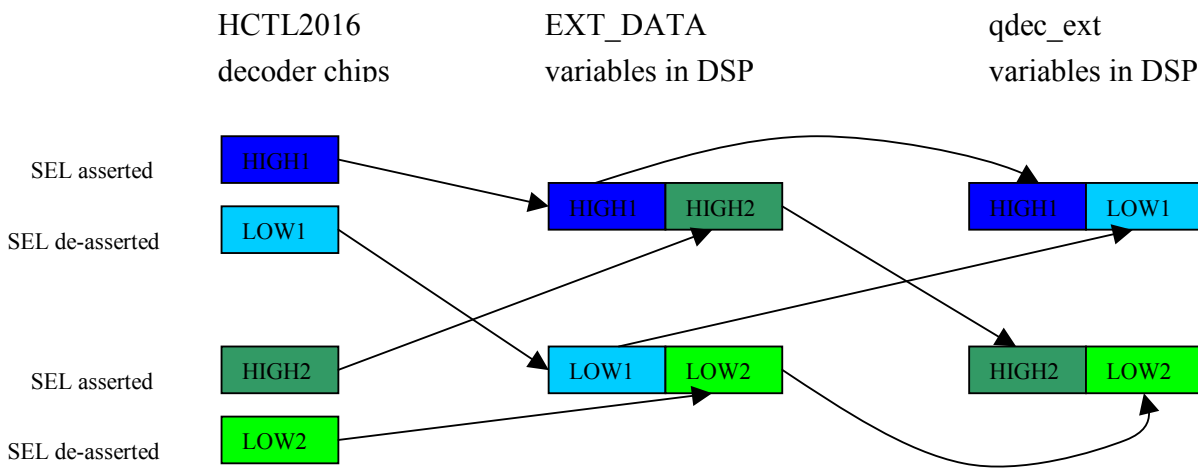 HCTL2016
decoder chips
EXT_DATA
variables in DSP
qdec_ext
variables in DSP
SEL asserted
HIGH1
SEL de-asserted
LOW1
HIGH1
HIGH2
HIGH1
LOW1
SEL asserted
HIGH2
SEL de-asserted
LOW2
LOW1
LOW2
HIGH2
LOW2